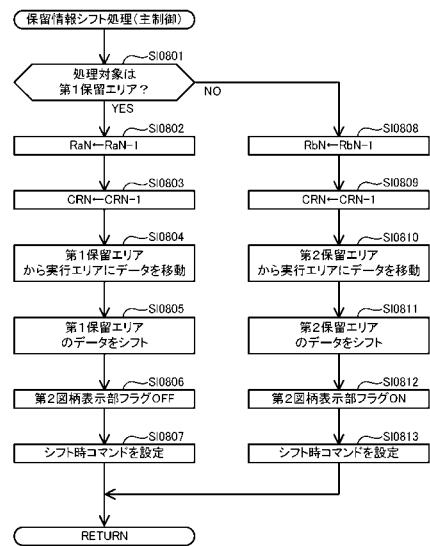 保留情報シフト処理(主制御)
SI0801
処理対象は
第1保留エリア?
YES
NO
SI0802
RaN←RaN-1
SI0803
CRN←CRN-1
SI0804
第1保留エリア
から実行エリアにデータを移動
SI0805
第1保留エリア
のデータをシフト
SI0806
第2図柄表示部フラグOFF
SI0807
シフト時コマンドを設定
SI0808
RbN←RbN-1
SI0809
CRN←CRN-1
SI0810
第2保留エリア
から実行エリアにデータを移動
SI0811
第2保留エリア
のデータをシフト
SI0812
第2図柄表示部フラグON
SI0813
シフト時コマンドを設定
RETURN